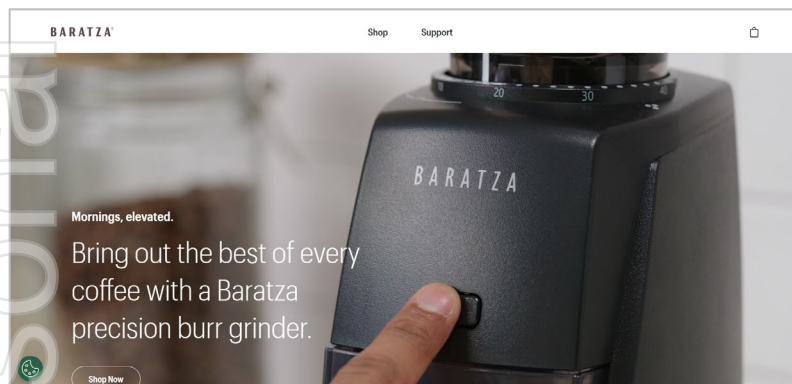 BARATZA
Shop
Support
20
30
40
BARATZA
Mornings, elevated.
Bring out the best of every
coffee with a Baratza
precision burr grinder.
Shop Now